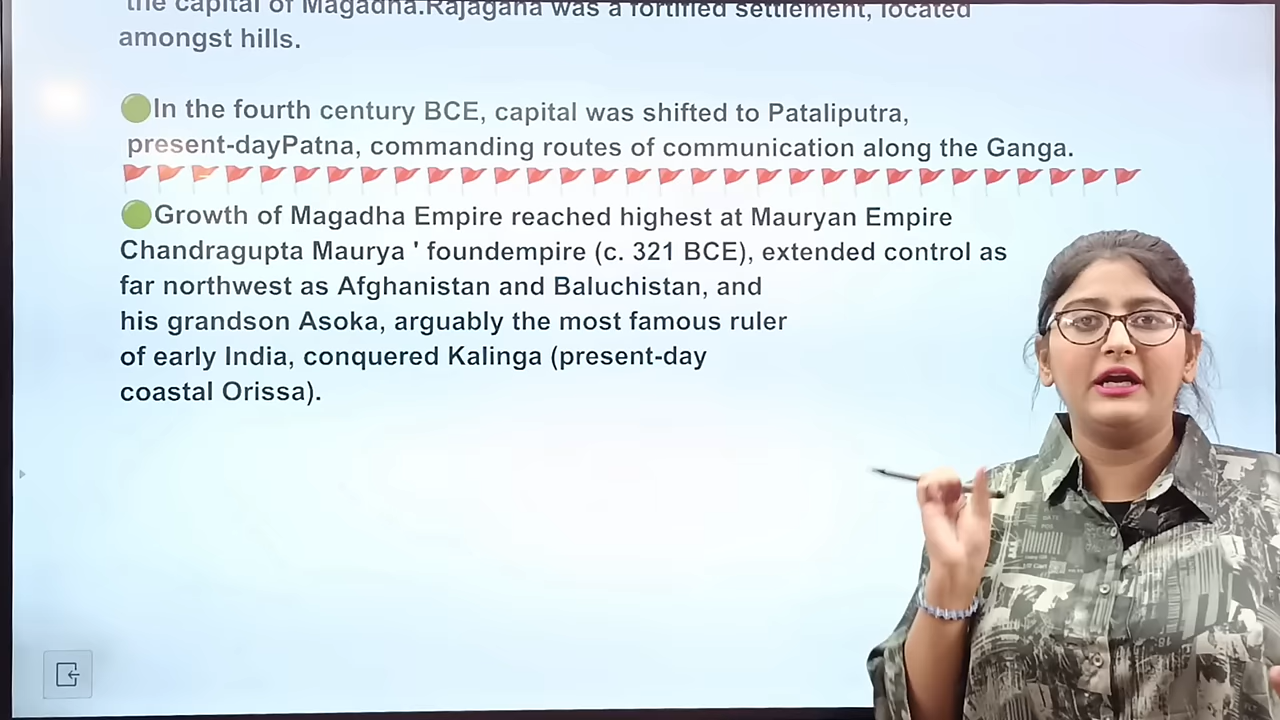 the capital of Magadha.Rajagaha was a fortified settlement, located
amongst hills.
In the fourth century BCE, capital was shifted to Pataliputra,
present-dayPatna, commanding routes of communication along the Ganga.
Growth of Magadha Empire reached highest at Mauryan Empire
Chandragupta Maurya ' foundempire (c. 321 BCE), extended control as
far northwest as Afghanistan and Baluchistan, and
his grandson Asoka, arguably the most famous ruler
of early India, conquered Kalinga (present-day
coastal Orissa).